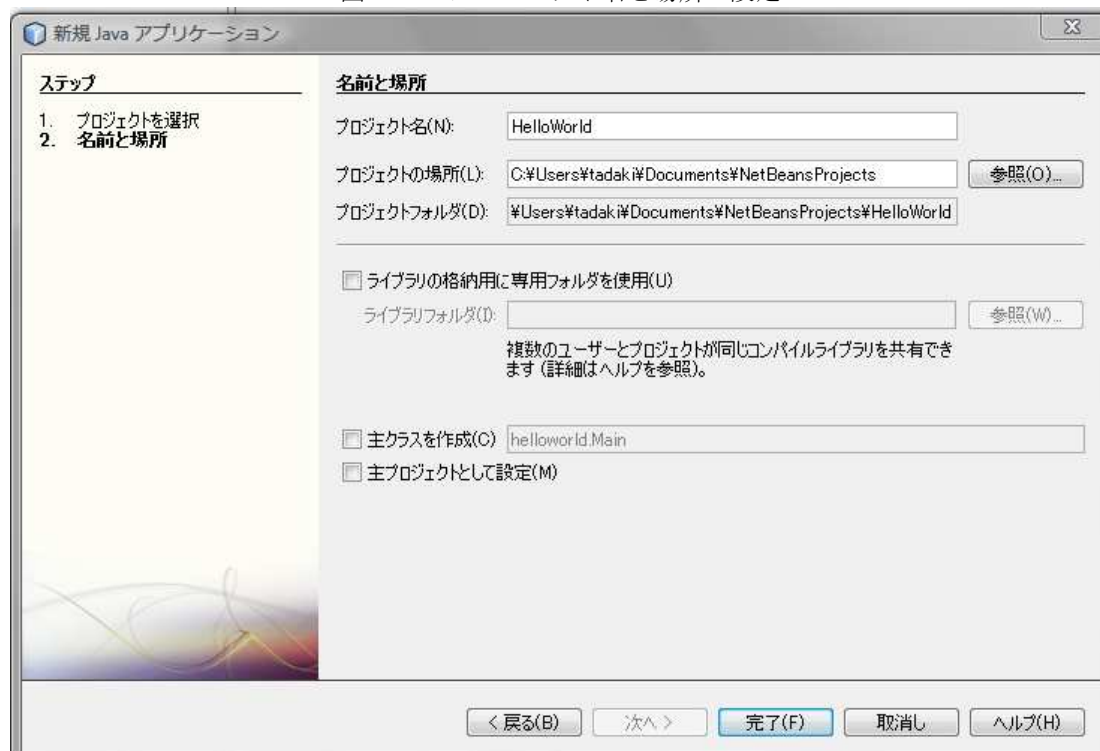 新規 Java アプリケーション
ステップ
1. プロジェクトを選択
2. 名前と場所
名前と場所
プロジェクト名(N): HelloWorld
プロジェクトの場所(L): C:¥Users¥tadaki¥Documents¥NetBeansProjects 参照(O)...
プロジェクトフォルダ(D): ¥Users¥tadaki¥Documents¥NetBeansProjects¥HelloWorld
ライブラリの格納用に専用フォルダを使用(U)
ライブラリフォルダ(I): 参照(W)...
複数のユーザーとプロジェクトが同じコンパイルライブラリを共有でき
ます (詳細はヘルプを参照)。
主クラスを作成(C) helloworld.Main
主プロジェクトとして設定(M)
< 戻る(B) 次へ > 完了(F) 取消し ヘルプ(H)